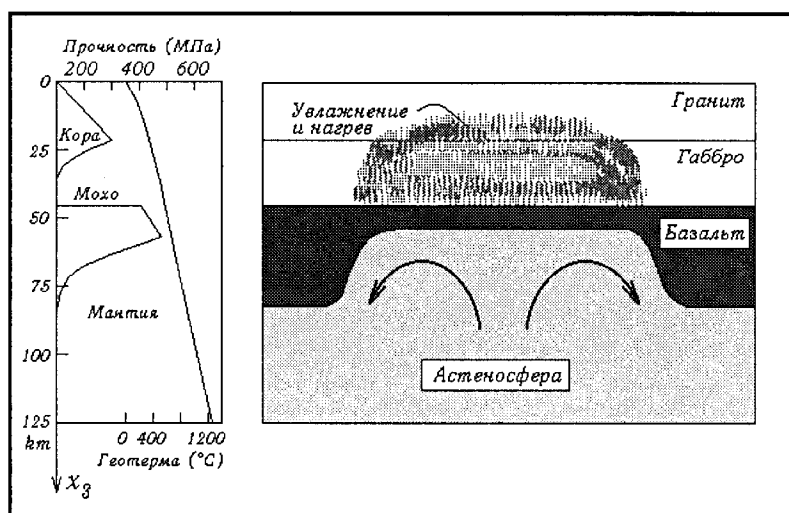 Прочность (МПа)
200 400 600
0
25
50
75
100
125
km
Кора
Мохо
Мантия
0 400 1200
Геотерма (°C)
X3
Увлажнение
и нагрев
Гранит
Габбро
Базальт
Астеносфера